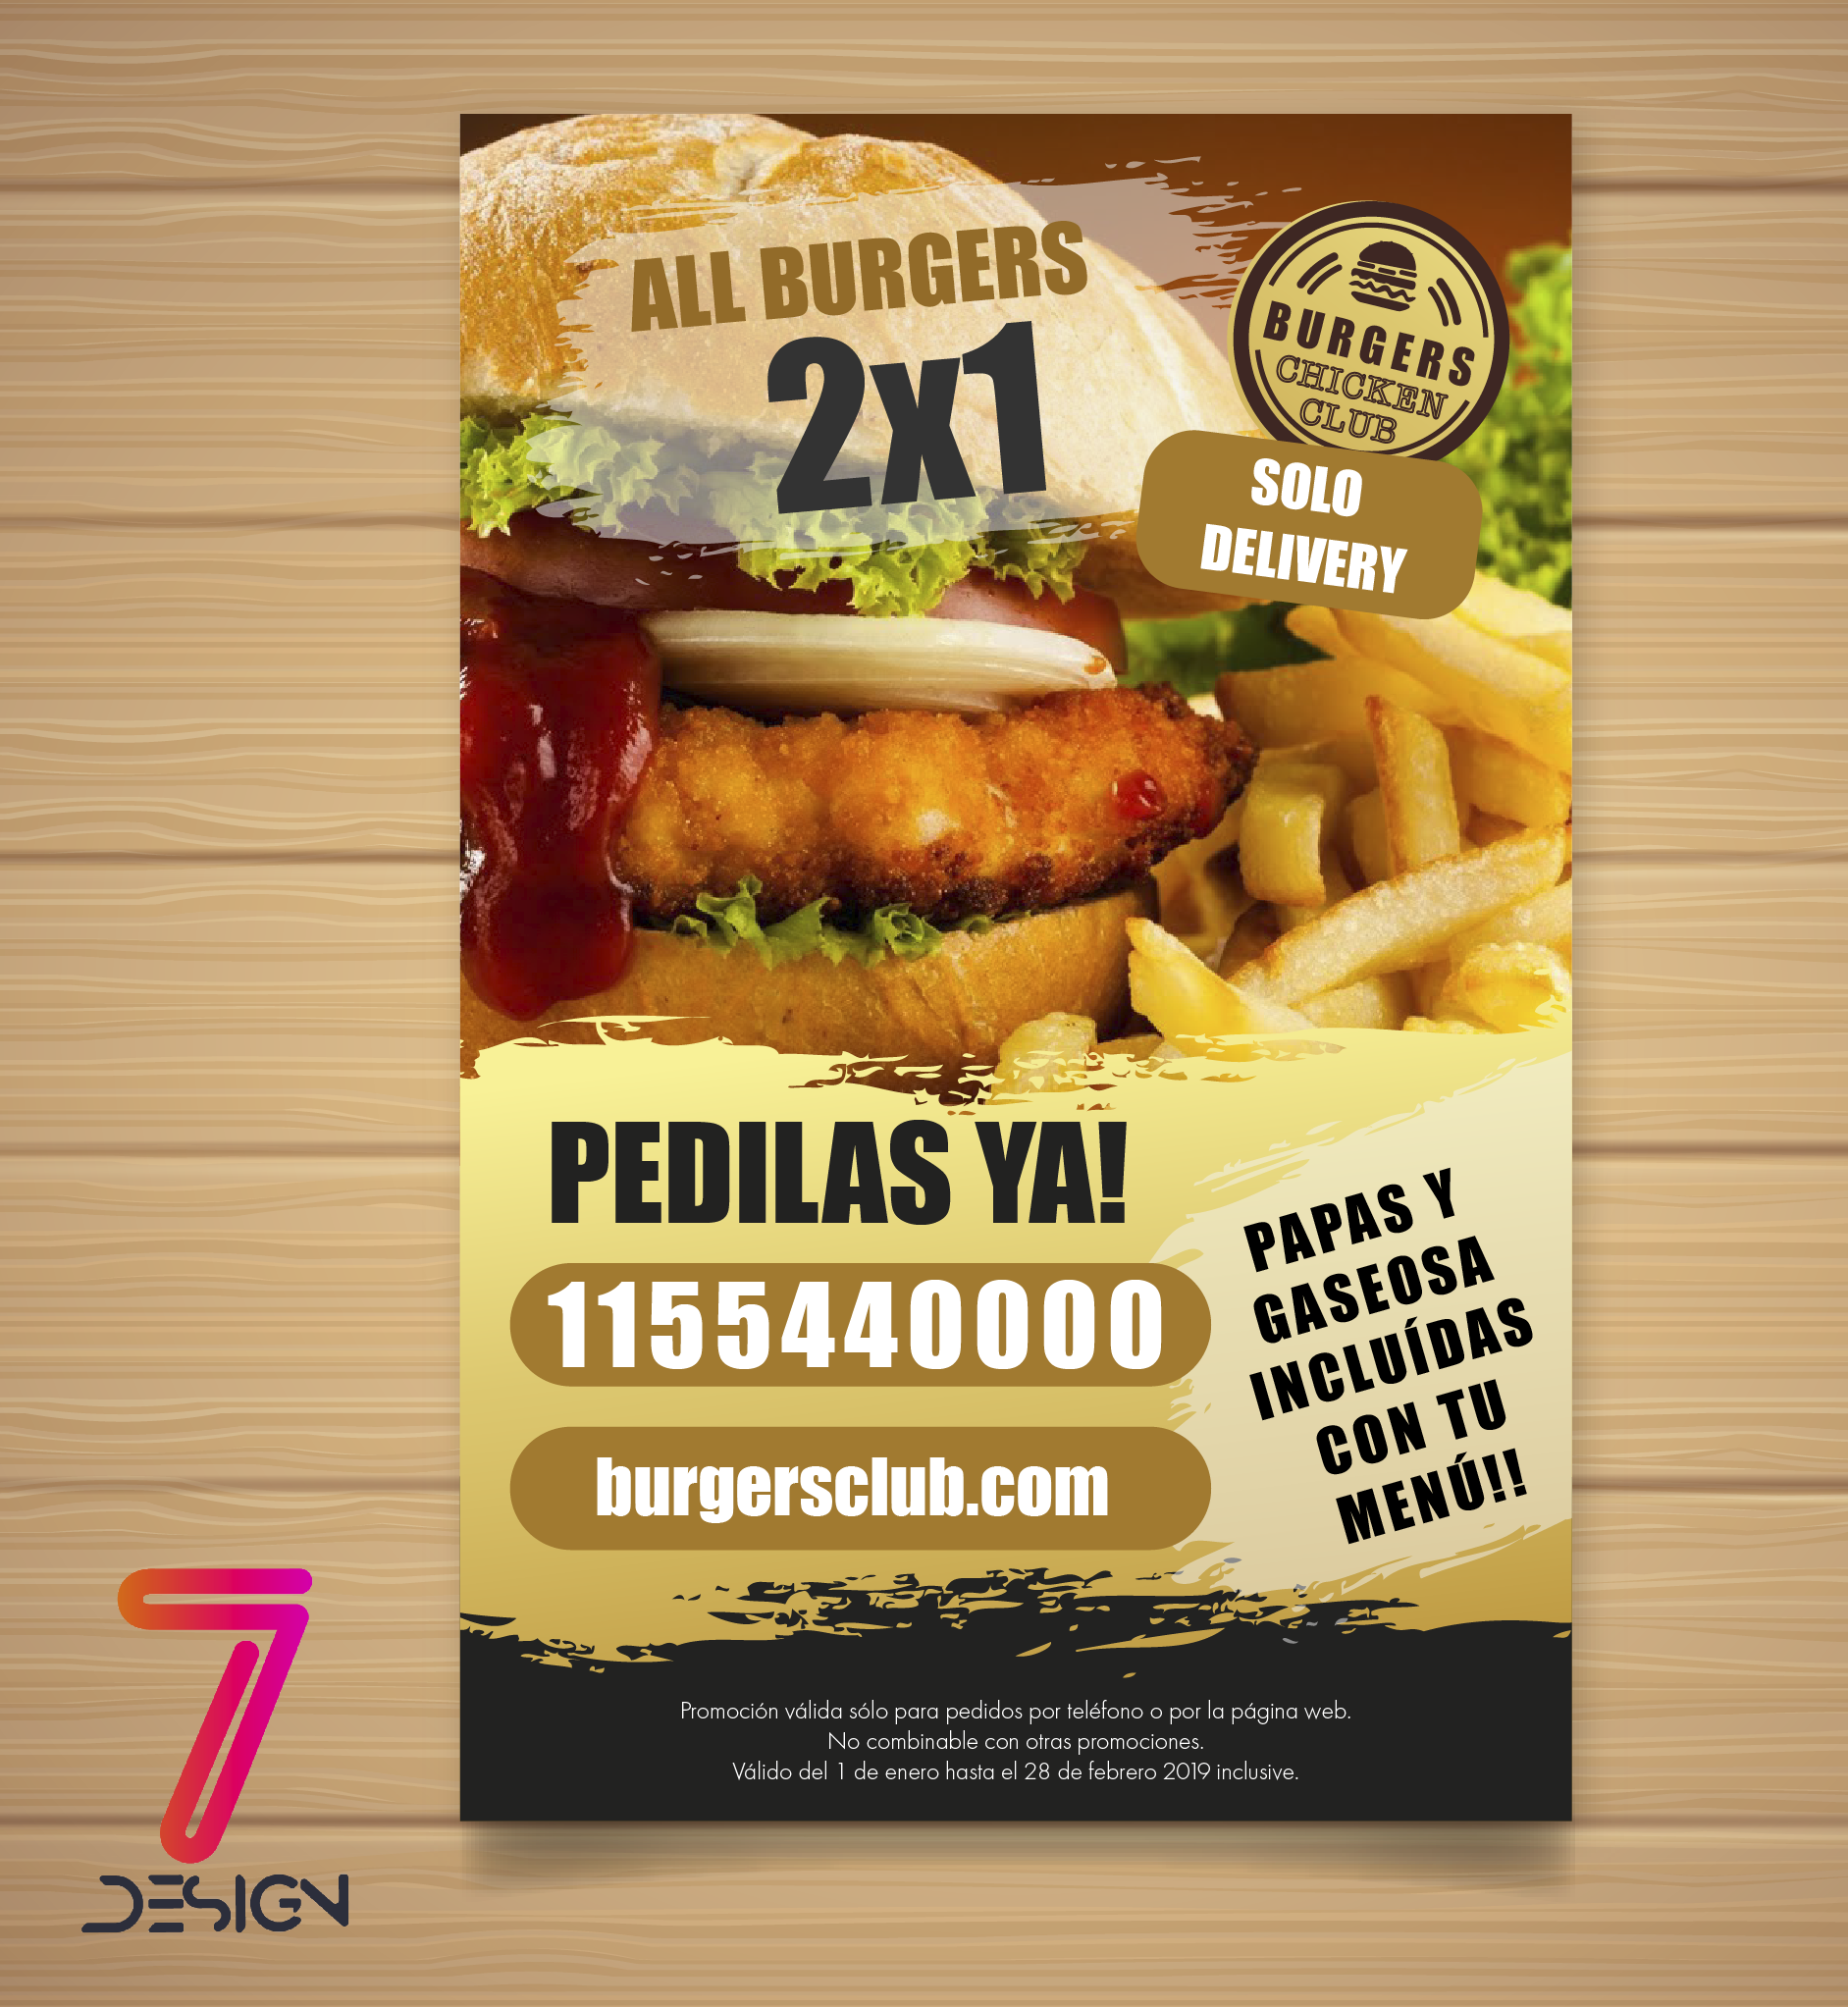 ALL BURGERS
2x1
BURGERS
CHICKEN
CLUB
SOLO
DELIVERY
PEDILAS YA!
1155440000
burgersclub.com
PAPAS Y
GASEOSA
INCLUÍDAS
CON TU
MENÚ!!
Promoción válida sólo para pedidos por teléfono o por la página web.
No combinable con otras promociones.
Válido del 1 de enero hasta el 28 de febrero 2019 inclusive.
7
DESIGN